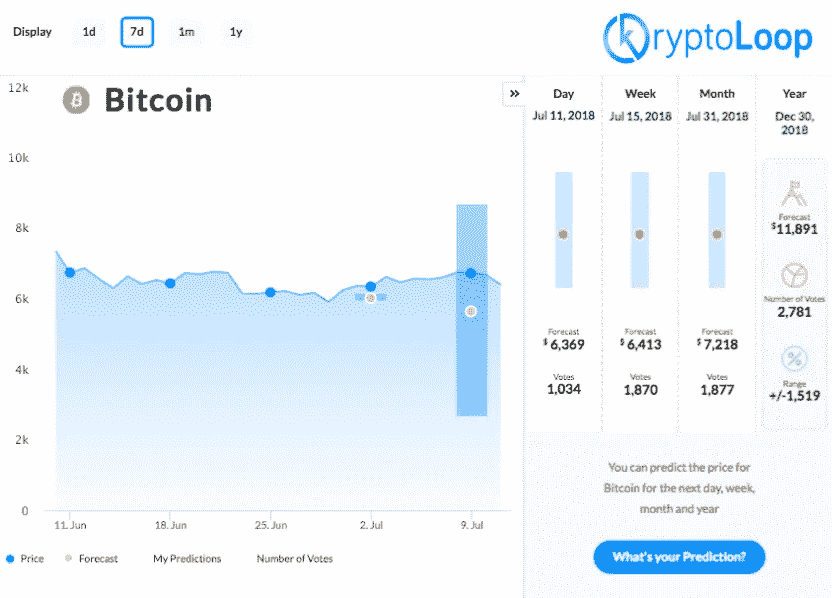 Display 1d 7d 1m 1y
KryptoLoop
Bitcoin
12k
10k
8k
6k
4k
2k
0
11. Jun 18. Jun 25. Jun 2. Jul 9. Jul
Price Forecast My Predictions Number of Votes
»
Day
Jul 11, 2018
Forecast
$6,369
Votes
1,034
Week
Jul 15, 2018
Forecast
$6,413
Votes
1,870
Month
Jul 31, 2018
Forecast
$7,218
Votes
1,877
Year
Dec 30,
2018
Forecast
$11,891
Number of Votes
2,781
%
Range
+/-1,519
You can predict the price for
Bitcoin for the next day, week,
month and year
What's your Prediction?